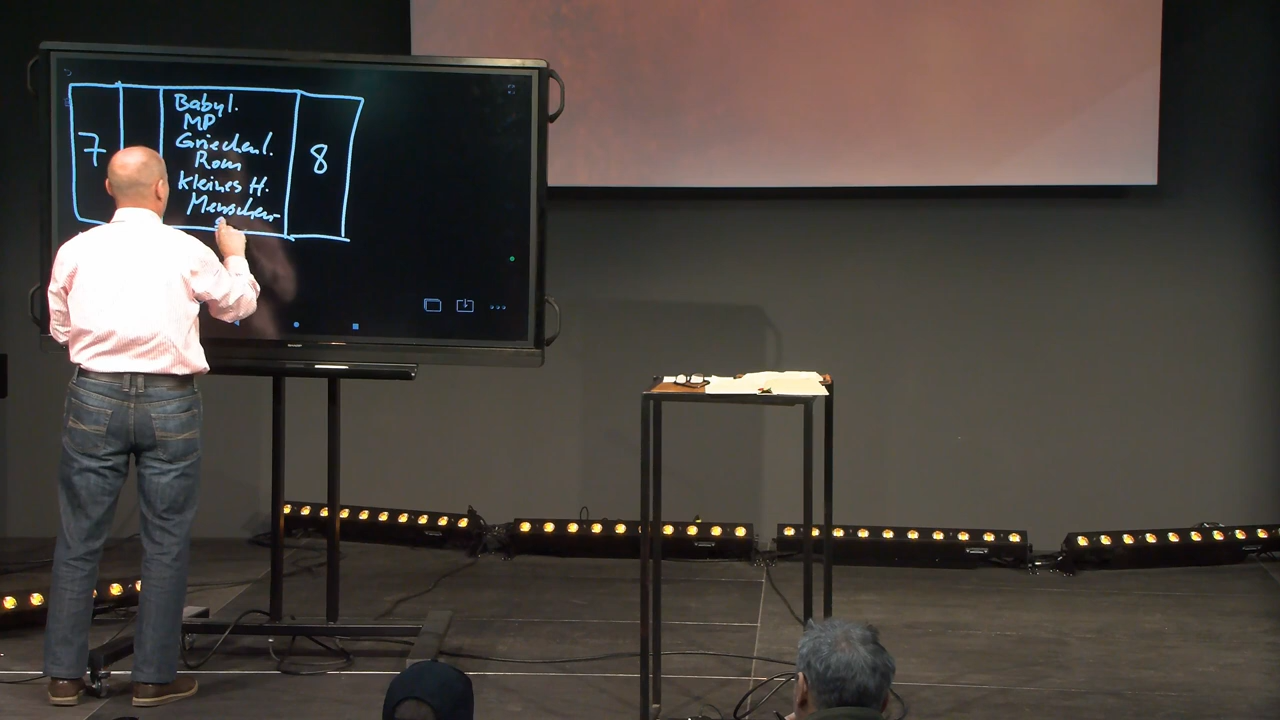 7
Babyl.
MP
Griechenl.
Rom
Kleines H.
Menschen-
8